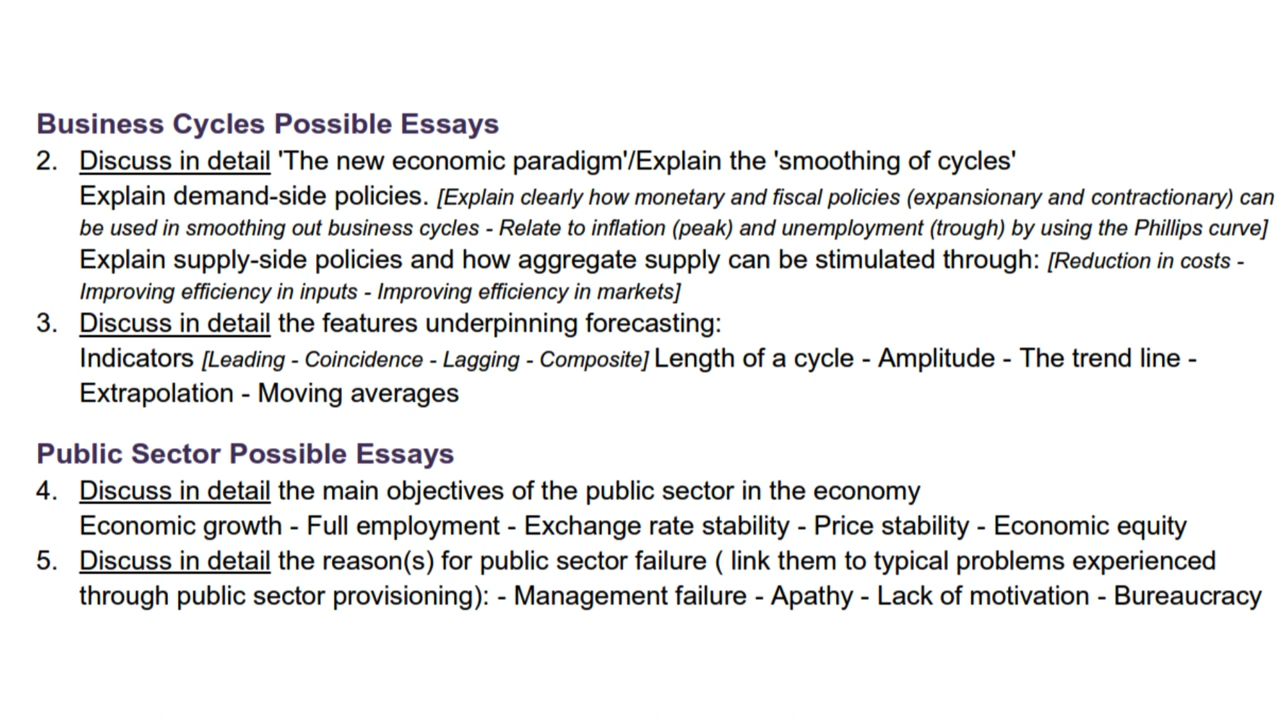 Business Cycles Possible Essays
2. Discuss in detail 'The new economic paradigm'/Explain the 'smoothing of cycles'
Explain demand-side policies. [Explain clearly how monetary and fiscal policies (expansionary and contractionary) can
be used in smoothing out business cycles - Relate to inflation (peak) and unemployment (trough) by using the Phillips curve]
Explain supply-side policies and how aggregate supply can be stimulated through: [Reduction in costs -
Improving efficiency in inputs - Improving efficiency in markets]
3. Discuss in detail the features underpinning forecasting:
Indicators [Leading - Coincidence - Lagging - Composite] Length of a cycle - Amplitude - The trend line -
Extrapolation - Moving averages
Public Sector Possible Essays
4. Discuss in detail the main objectives of the public sector in the economy
Economic growth - Full employment - Exchange rate stability - Price stability - Economic equity
5. Discuss in detail the reason(s) for public sector failure ( link them to typical problems experienced
through public sector provisioning): - Management failure - Apathy - Lack of motivation - Bureaucracy